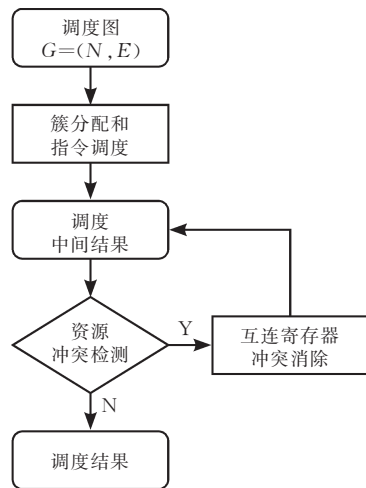 调度图
G=(N,E)
簇分配和
指令调度
调度
中间结果
资源
冲突检测
Y
互连寄存器
冲突消除
N
调度结果